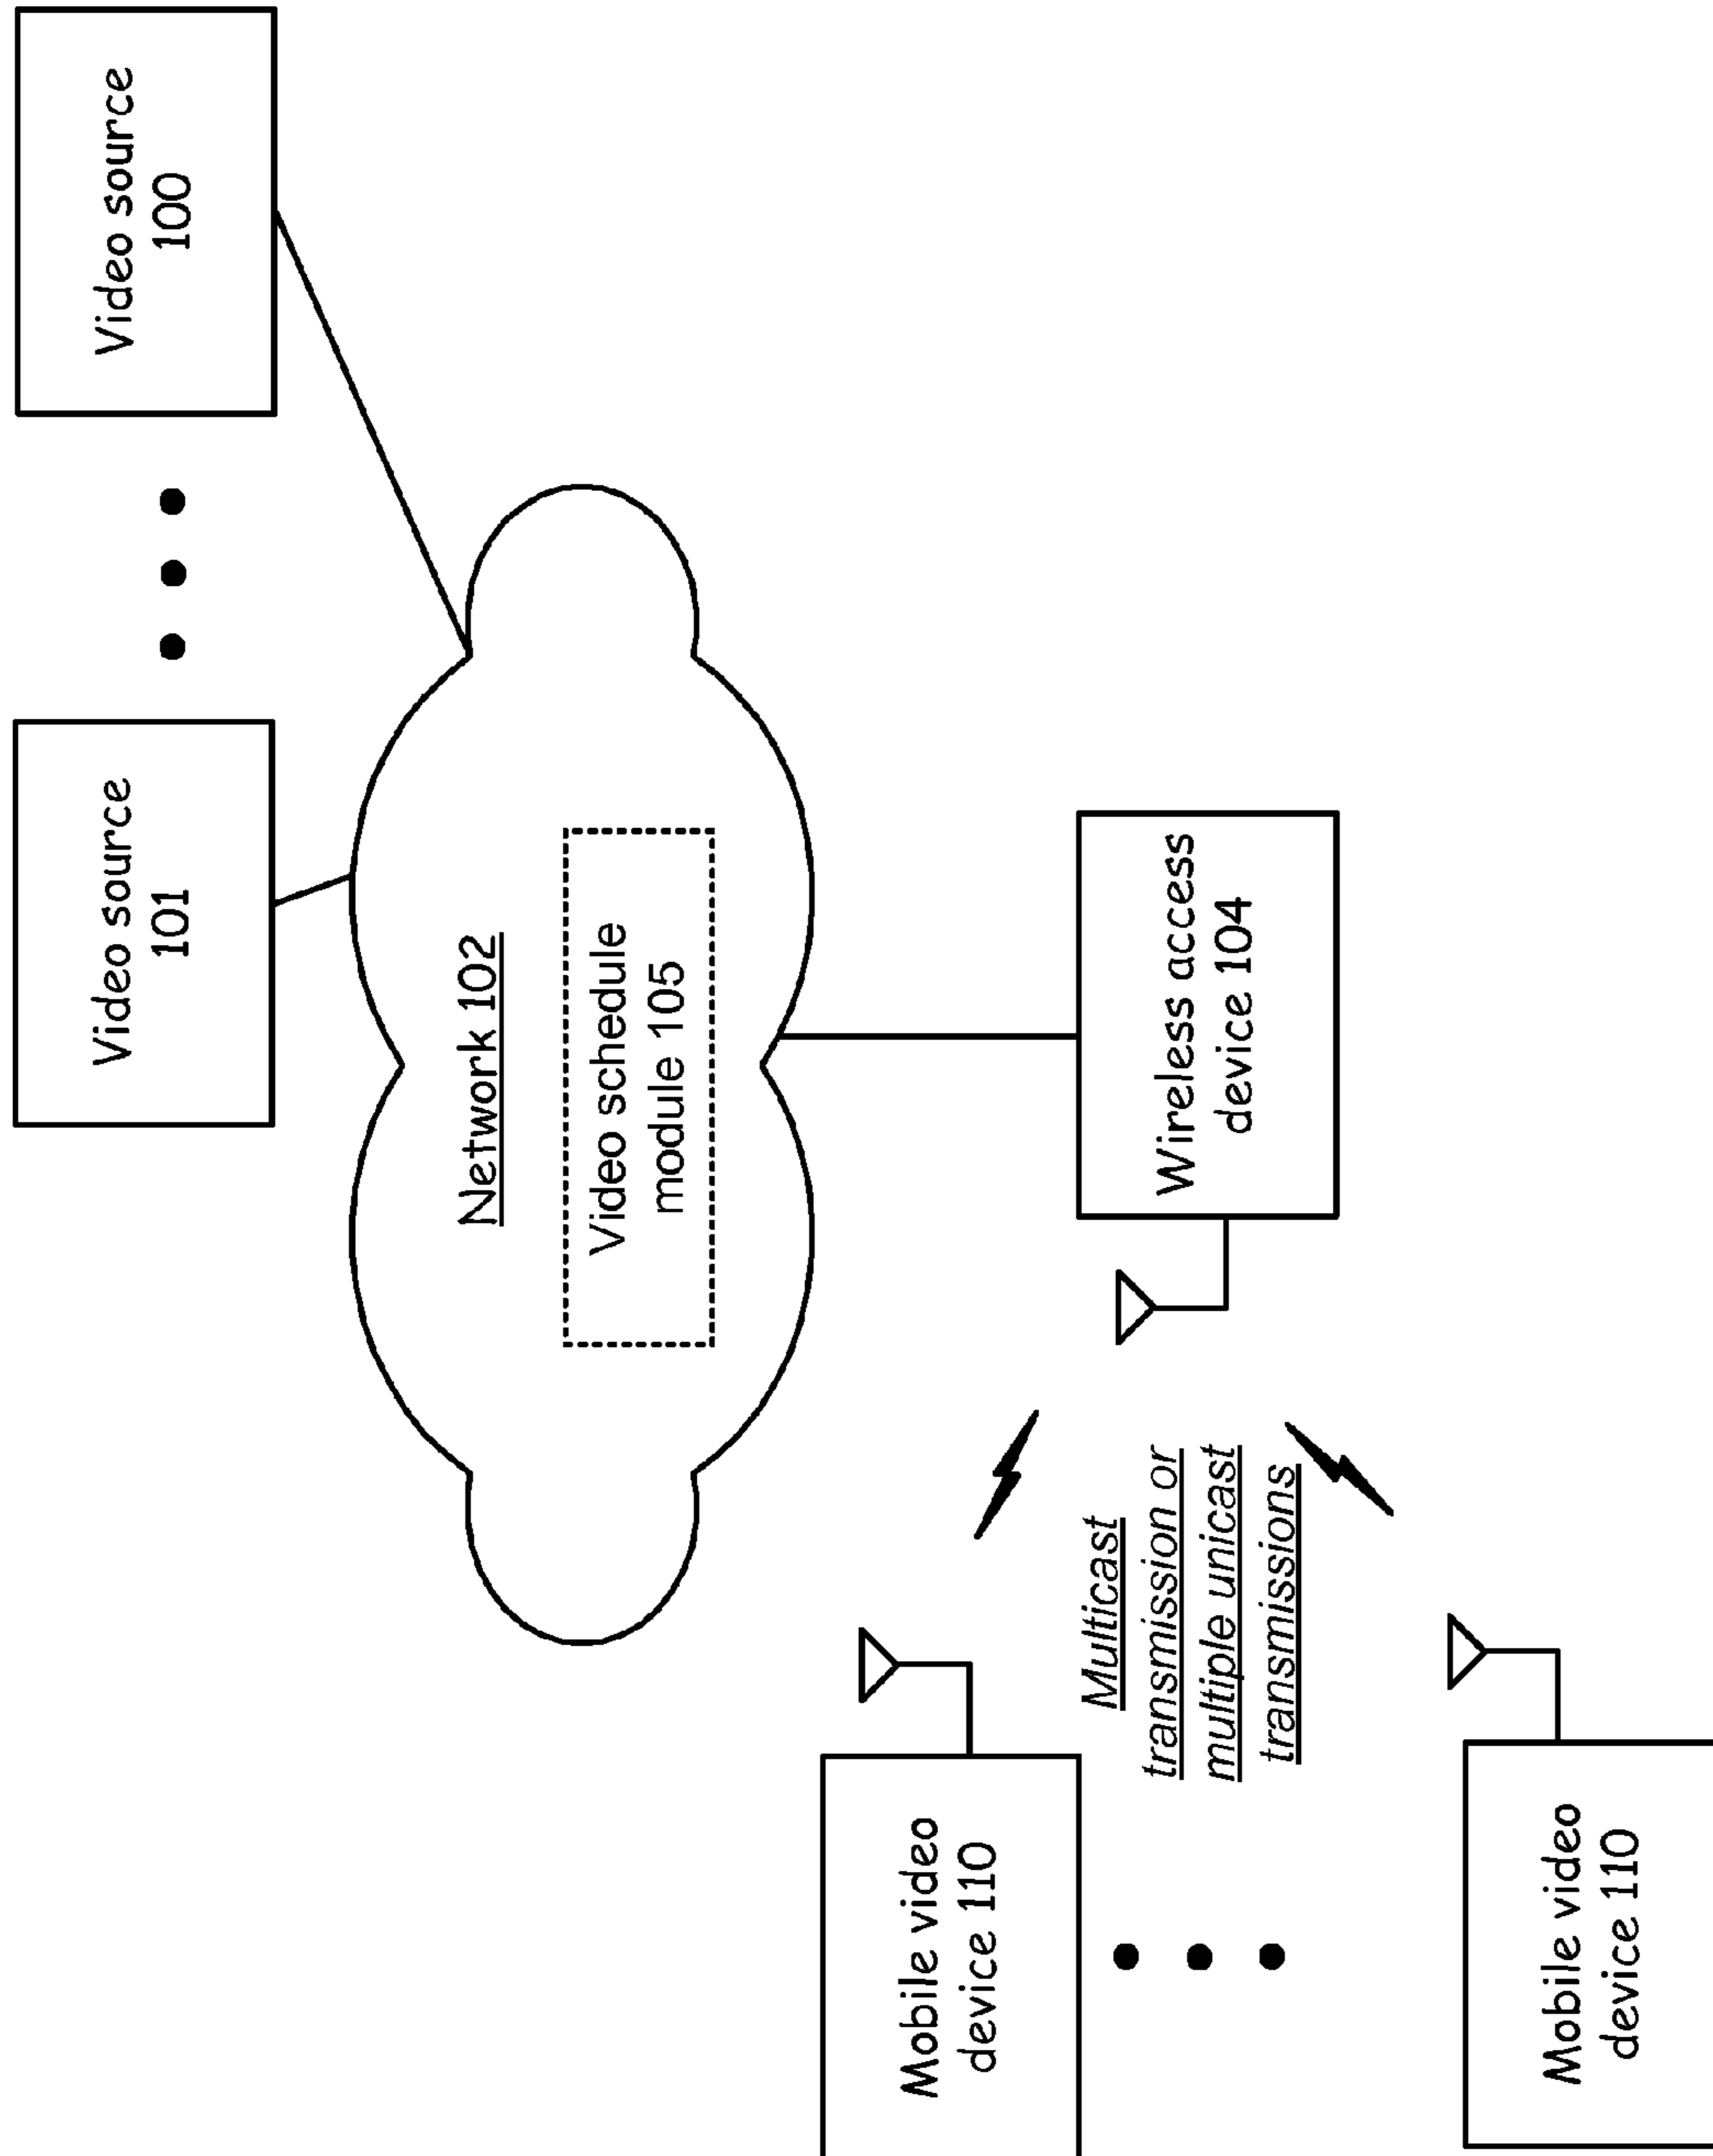 Video source
101
Video source
100
Network 102
Video schedule
module 105
Mobile video
device 110
Multicast
transmission or
multiple unicast
transmissions
Wireless access
device 104
Mobile video
device 110